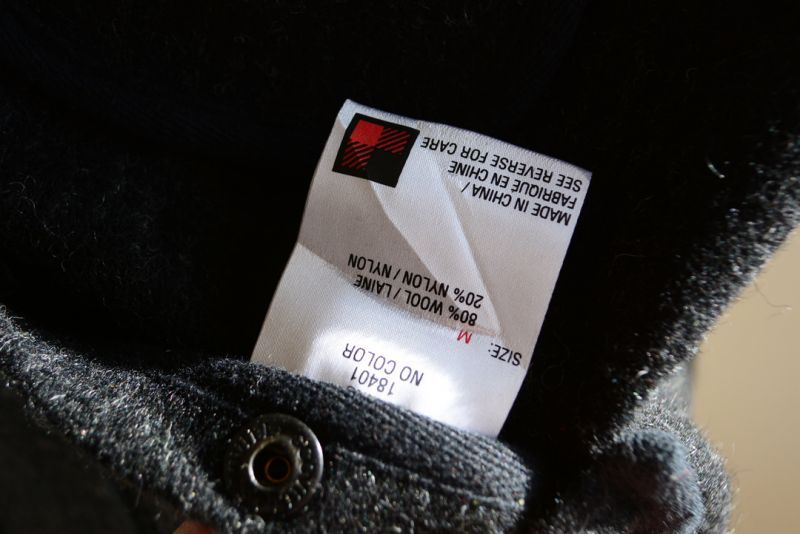 18401
NO COLOR
SIZE: M
80% WOOL / LAINE
20% NYLON / NYLON
MADE IN CHINA /
FABRIQUE EN CHINE
SEE REVERSE FOR CARE